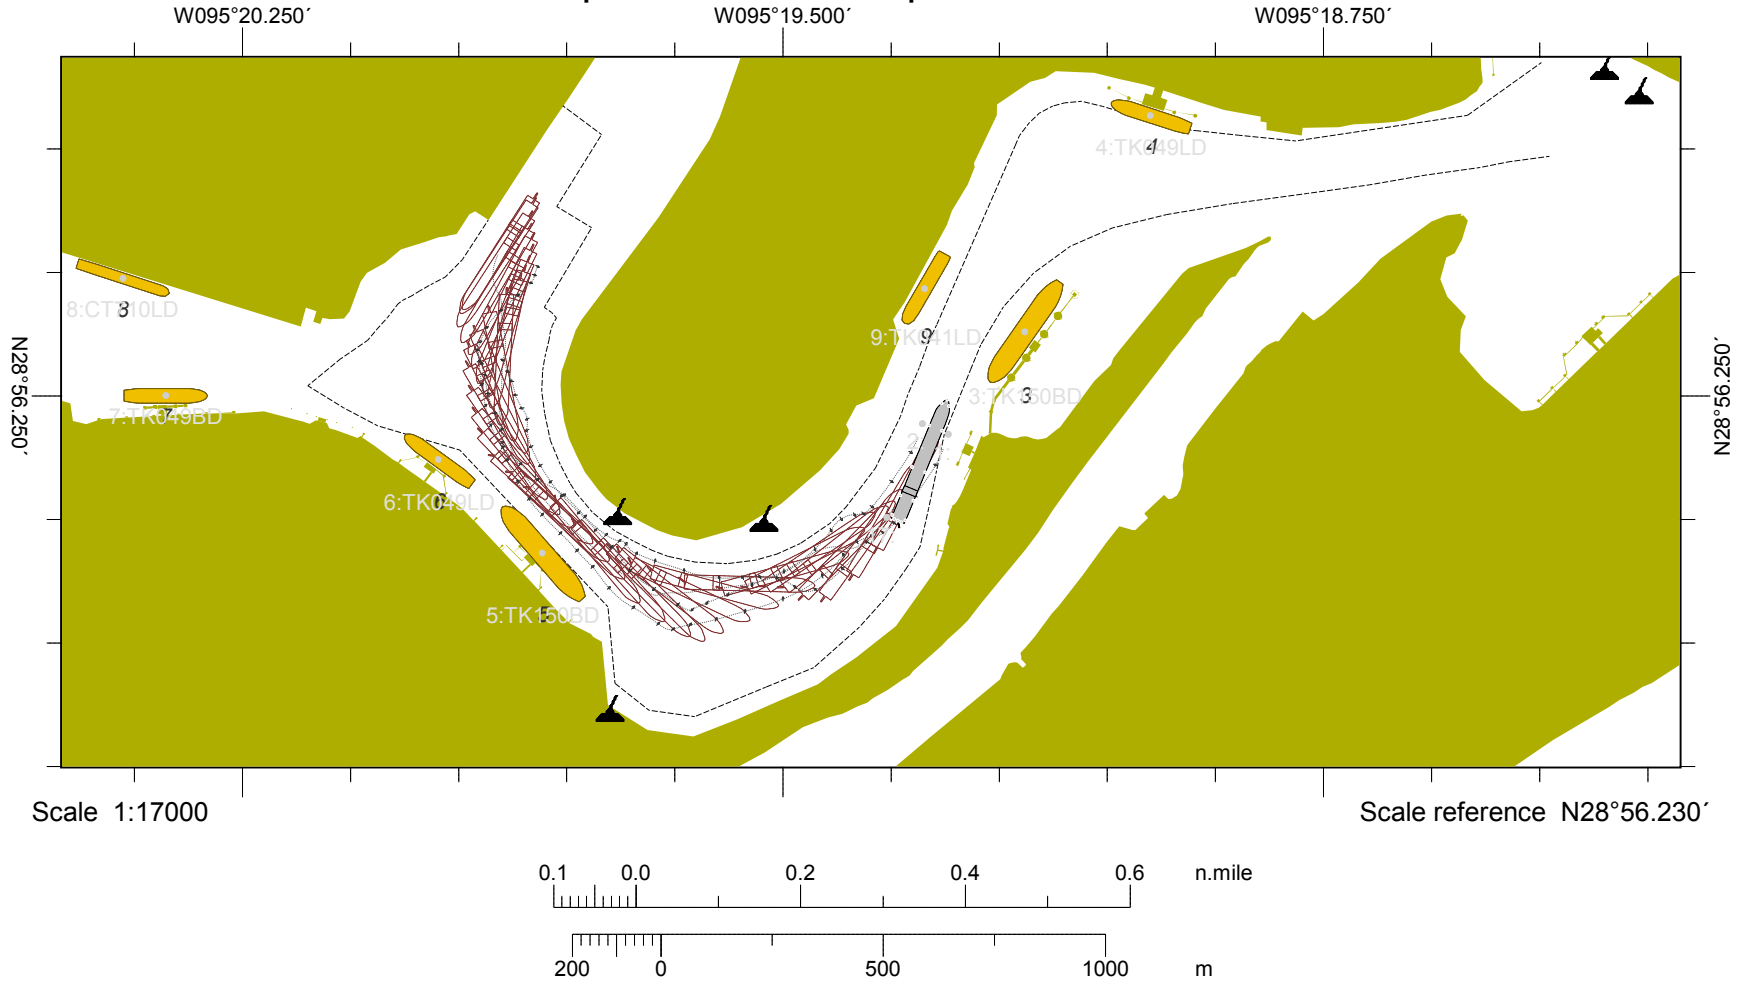 W095°20.250´
W095°19.500´
W095°18.750´
4
4:TK049LD
8:CT110LD
9
9:TK041LD
N28°56.250´
N28°56.250´
3
3:TK150BD
7:TK049BD
6:TK049LD
5:TK150BD
Scale 1:17000
Scale reference N28°56.230´
0.1 0.0 0.2 0.4 0.6 n.mile
200 0 500 1000 m